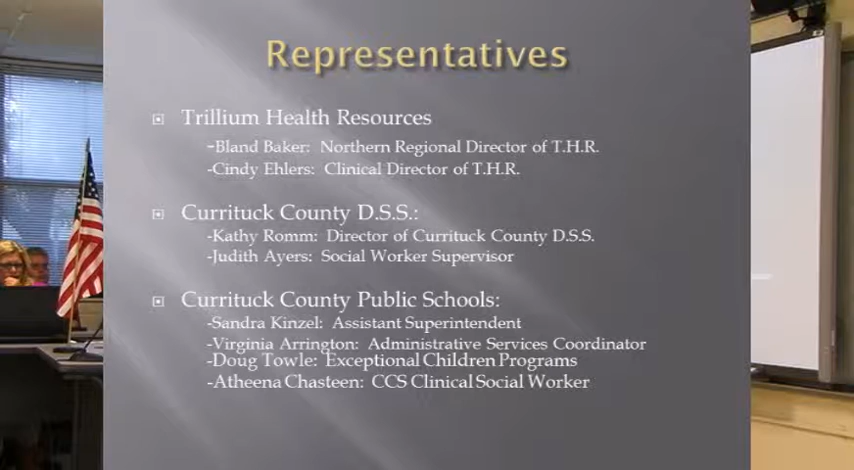 Representatives
Trillium Health Resources
-Bland Baker: Northern Regional Director of T.H.R.
-Cindy Ehlers: Clinical Director of T.H.R.
Currituck County D.S.S.:
-Kathy Romm: Director of Currituck County D.S.S.
-Judith Ayers: Social Worker Supervisor
Currituck County Public Schools:
-Sandra Kinzel: Assistant Superintendent
-Virginia Arrington: Administrative Services Coordinator
-Doug Towle: Exceptional Children Programs
-Atheena Chasteen: CCS Clinical Social Worker